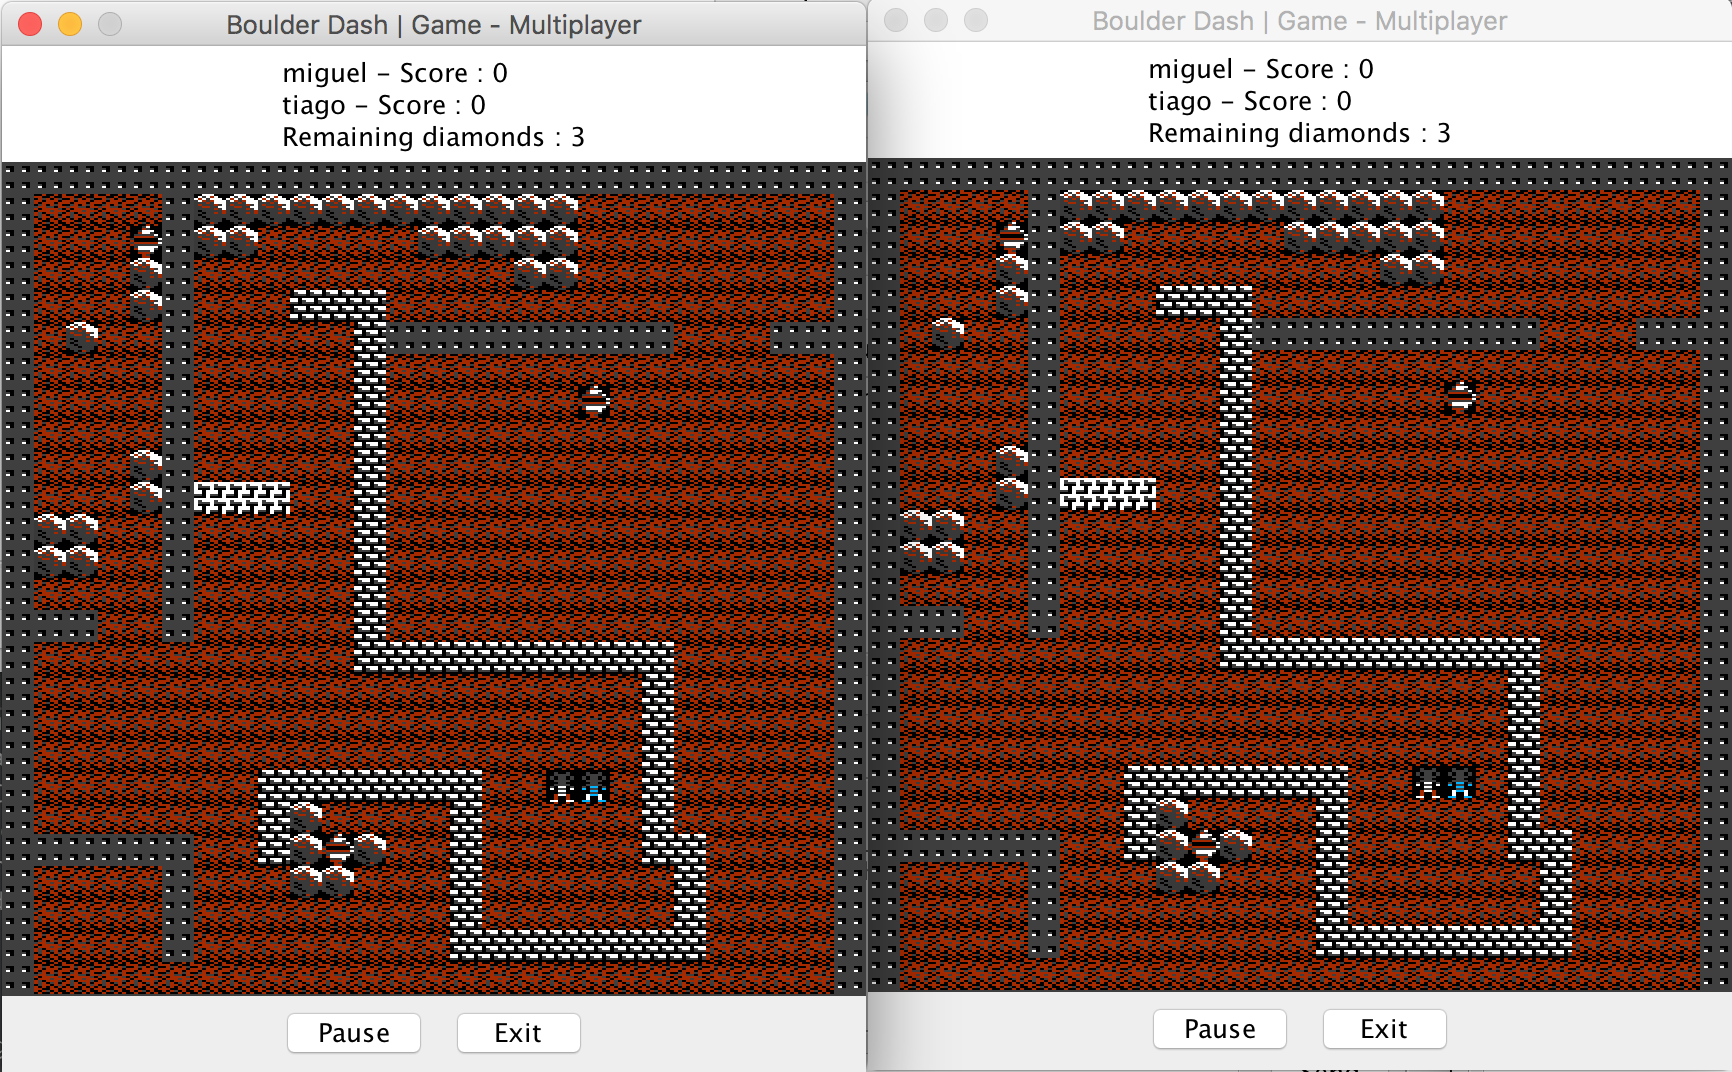 Boulder Dash | Game - Multiplayer
miguel - Score : 0
tiago - Score : 0
Remaining diamonds : 3
Pause
Exit
Boulder Dash | Game - Multiplayer
miguel - Score : 0
tiago - Score : 0
Remaining diamonds : 3
Pause
Exit